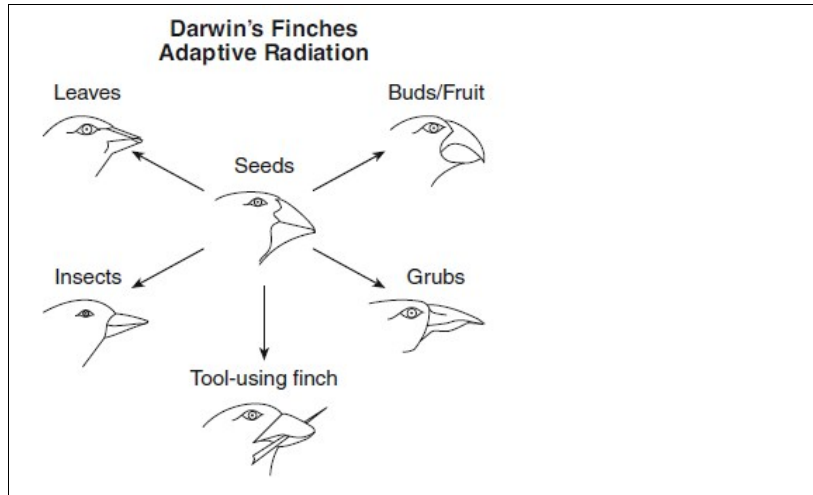 Darwin's Finches
Adaptive Radiation
Leaves
Buds/Fruit
Seeds
Insects
Grubs
Tool-using finch